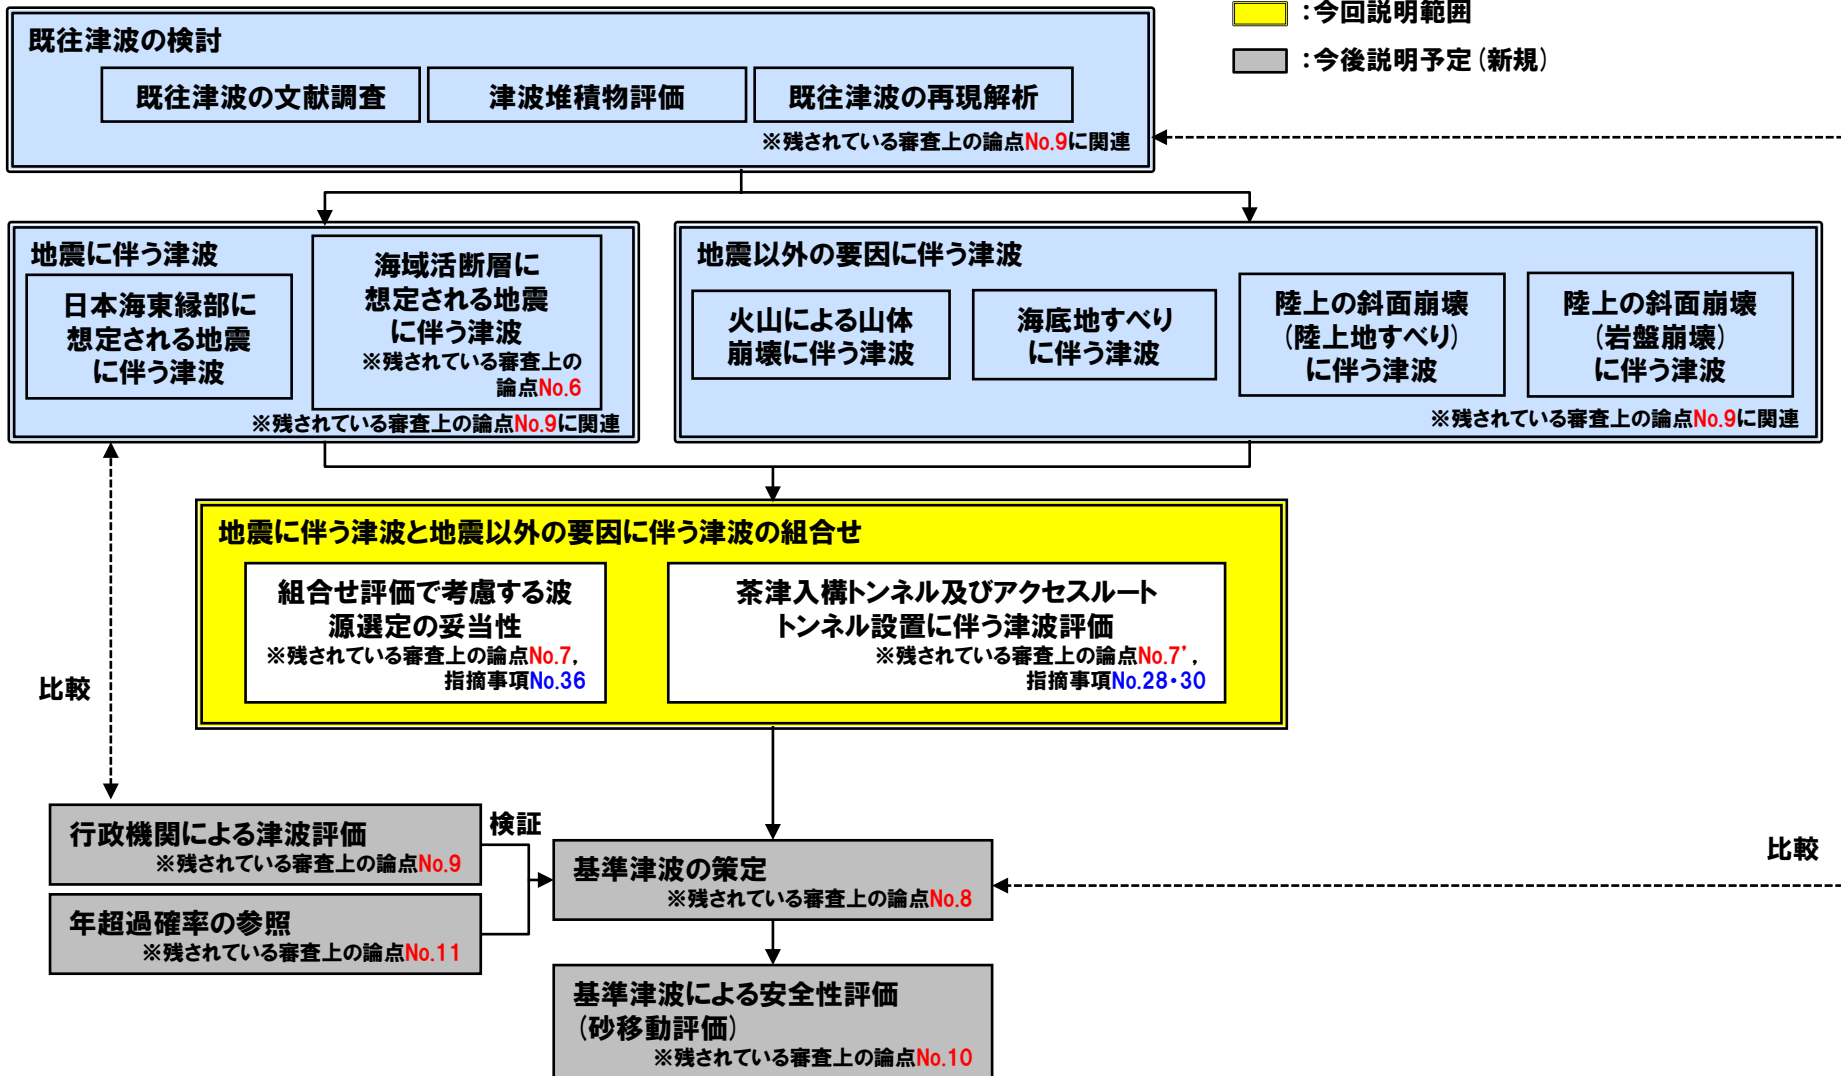 ：今回説明範囲
：今後説明予定（新規）
既往津波の検討
既往津波の文献調査
津波堆積物評価
既往津波の再現解析
※残されている審査上の論点No.9に関連
地震に伴う津波
日本海東縁部に
想定される地震
に伴う津波
海域活断層に
想定される地震
に伴う津波
※残されている審査上の
論点No.6
※残されている審査上の論点No.9に関連
地震以外の要因に伴う津波
火山による山体
崩壊に伴う津波
海底地すべり
に伴う津波
陸上の斜面崩壊
（陸上地すべり）
に伴う津波
陸上の斜面崩壊
（岩盤崩壊）
に伴う津波
※残されている審査上の論点No.9に関連
地震に伴う津波と地震以外の要因に伴う津波の組合せ
組合せ評価で考慮する波
源選定の妥当性
※残されている審査上の論点No.7，
指摘事項No.36
茶津入構トンネル及びアクセスルート
トンネル設置に伴う津波評価
※残されている審査上の論点No.7'，
指摘事項No.28・30
比較
行政機関による津波評価
※残されている審査上の論点No.9
検証
年超過確率の参照
※残されている審査上の論点No.11
基準津波の策定
※残されている審査上の論点No.8
比較
基準津波による安全性評価
（砂移動評価）
※残されている審査上の論点No.10